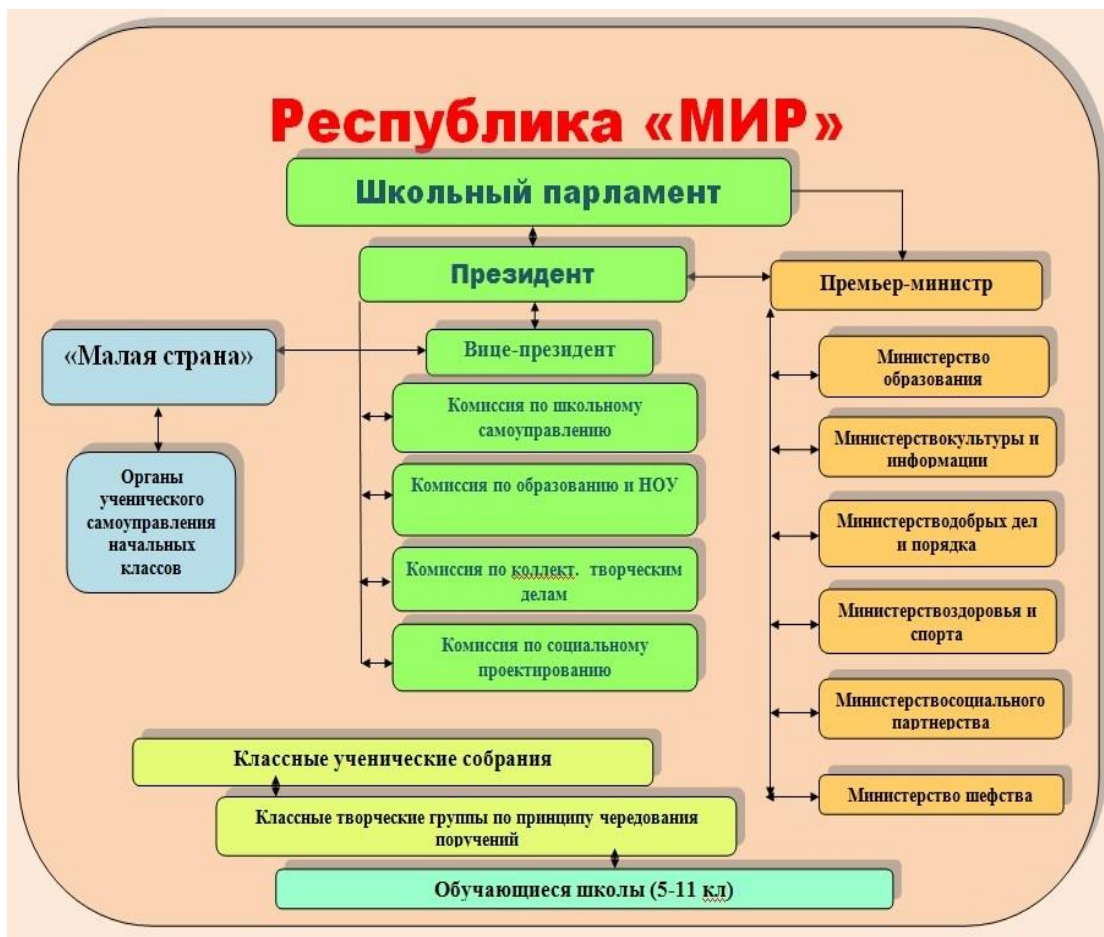 Республика «МИР»
Школьный парламент
Президент
Премьер-министр
«Малая страна»
Вице-президент
Министерство
образования
Комиссия по школьному
самоуправлению
Министерствокультуры и
информации
Органы
ученического
самоуправления
начальных
классов
Комиссия по образованию и НОУ
Министерстводобрых дел
и порядка
Комиссия по коллект. творческим
делам
Министерствоздоровья и
спорта
Комиссия по социальному
проектированию
Министерствосоциального
партнерства
Классные ученические собрания
Министерство шефства
Классные творческие группы по принципу чередования
поручений
Обучающиеся школы (5-11 кл)